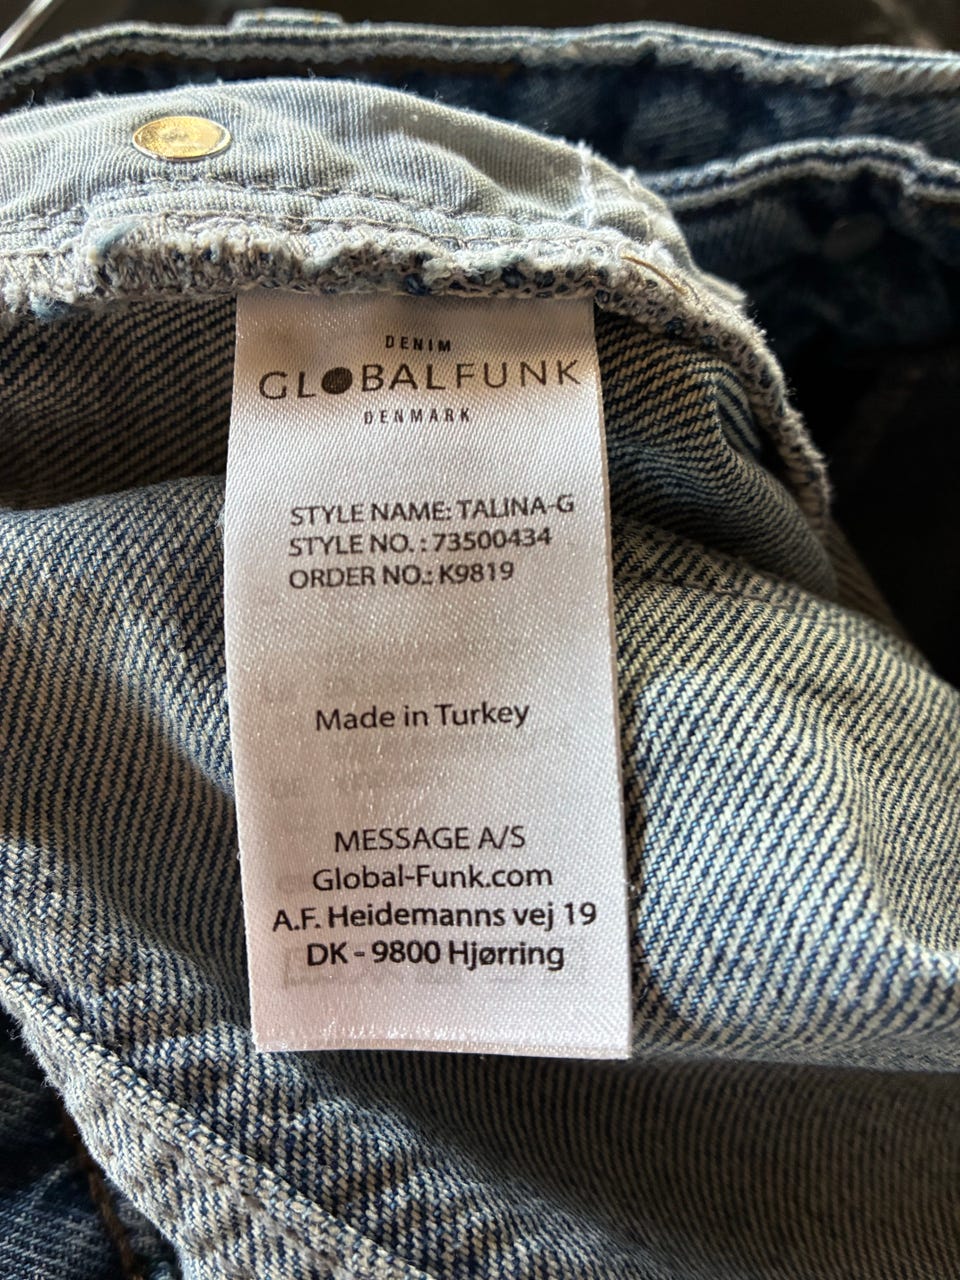 DENIM
GLOBALFUNK
DENMARK
STYLE NAME: TALINA-G
STYLE NO. : 73500434
ORDER NO.: K9819
Made in Turkey
MESSAGE A/S
Global-Funk.com
A.F. Heidemanns vej 19
DK - 9800 Hjørring